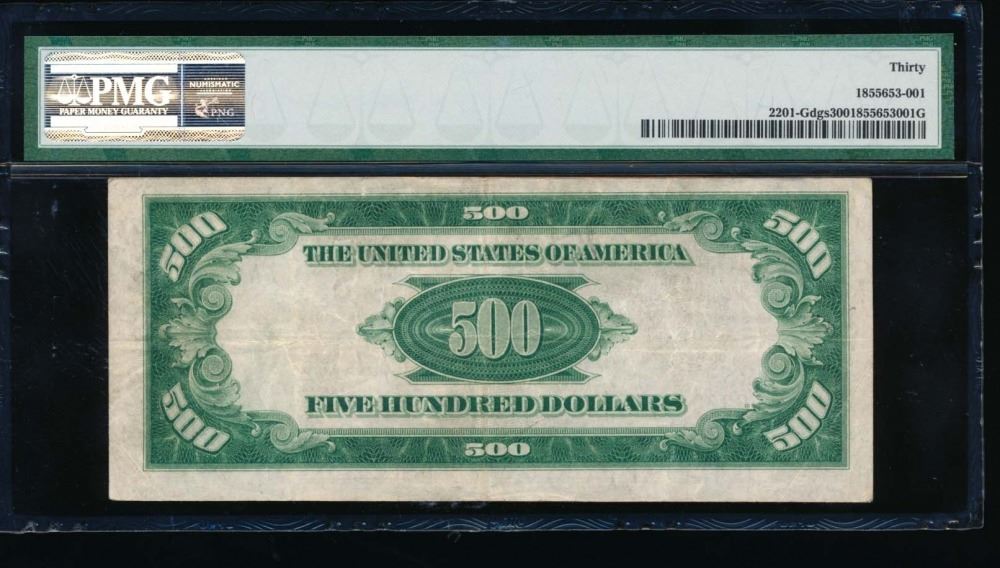 PMG
PAPER MONEY GUARANTY
NUMISMATIC
PNG
Thirty
1855653-001
2201-Gdgs3001855653001G
500 500 500
THE UNITED STATES OF AMERICA
500
FIVE HUNDRED DOLLARS
500 500 500